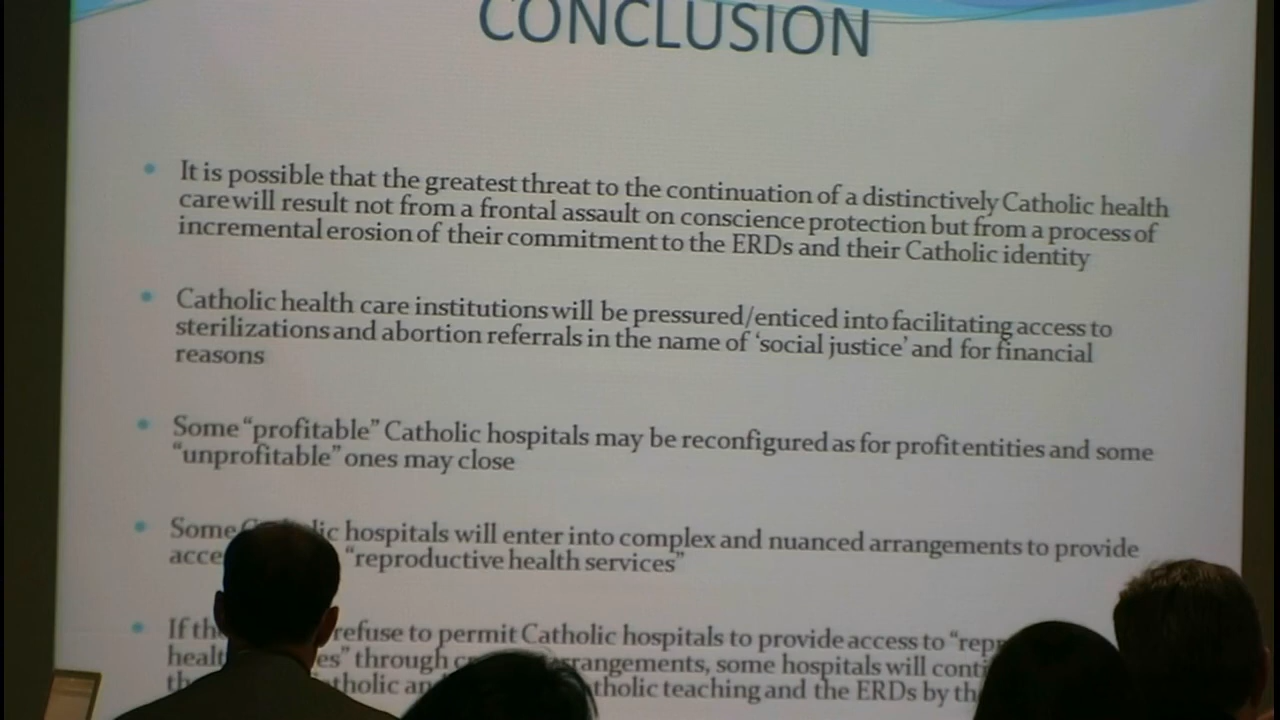 CONCLUSION
It is possible that the greatest threat to the continuation of a distinctively Catholic health
care will result not from a frontal assault on conscience protection but from a process of
incremental erosion of their commitment to the ERDs and their Catholic identity
Catholic health care institutions will be pressured/enticed into facilitating access to
sterilizations and abortion referrals in the name of 'social justice' and for financial
reasons
Some "profitable" Catholic hospitals may be reconfigured as for profit entities and some
"unprofitable" ones may close
Some hospitals will enter into complex and nuanced arrangements to provide
"reproductive health services"
If refuse to permit Catholic hospitals to provide access to
through arrangements, some hospitals will
teaching and the ERDs by